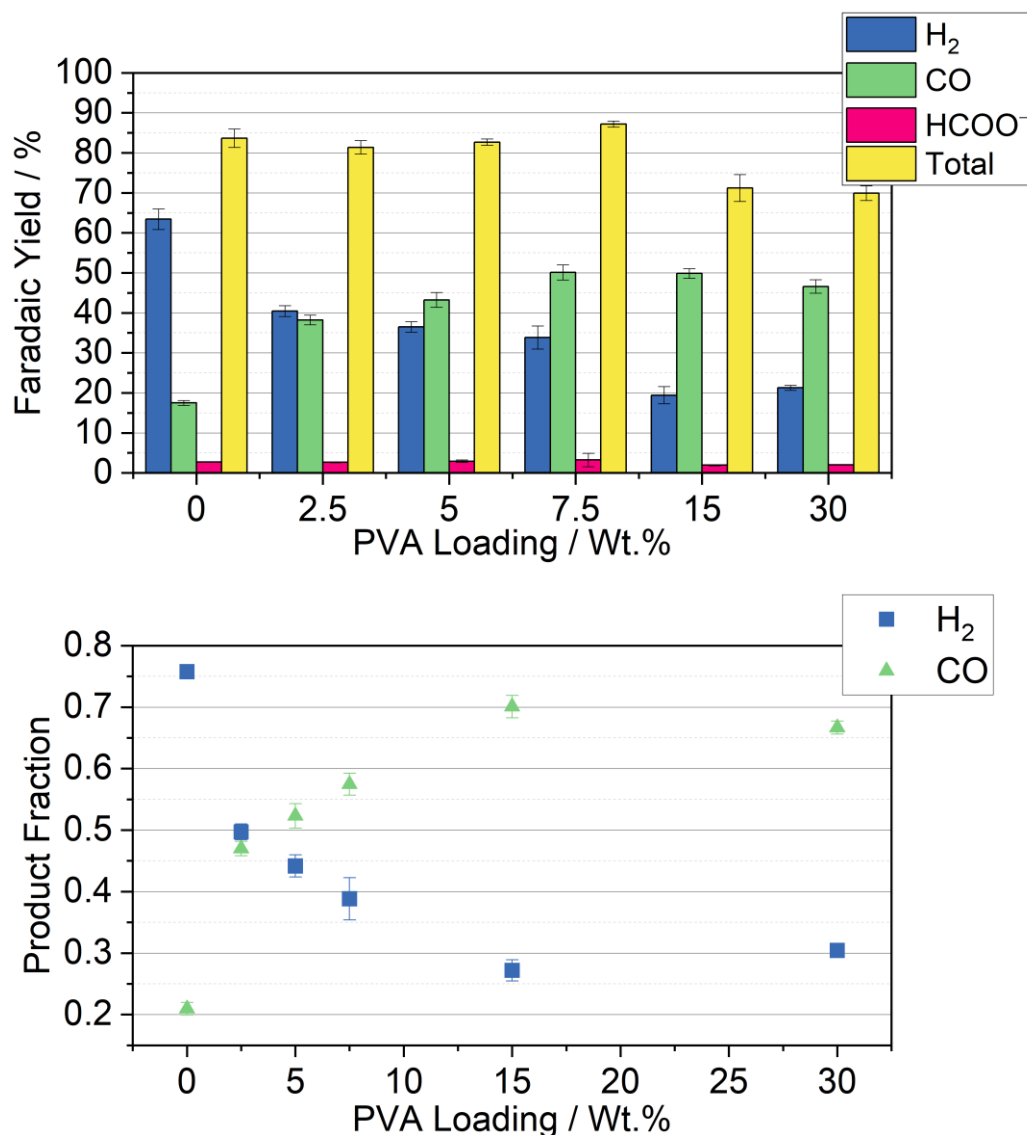 H₂
CO
HCOO⁻
Total
Faradaic Yield / %
100
90
80
70
60
50
40
30
20
10
0
0 2.5 5 7.5 15 30
PVA Loading / Wt.%
H₂
CO
Product Fraction
0.8
0.7
0.6
0.5
0.4
0.3
0.2
0 5 10 15 20 25 30
PVA Loading / Wt.%